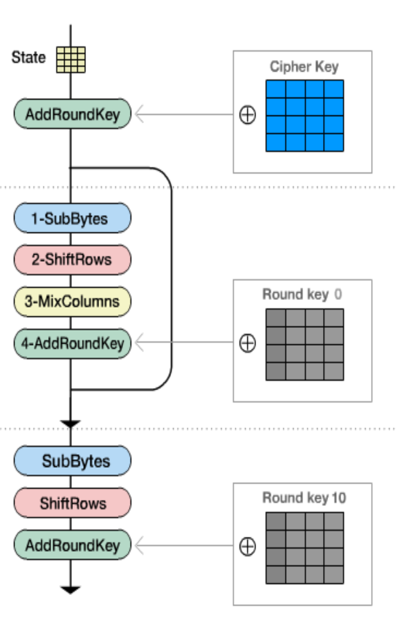 State
Cipher Key
AddRoundKey
1-SubBytes
2-ShiftRows
3-MixColumns
Round key 0
4-AddRoundKey
SubBytes
ShiftRows
Round key 10
AddRoundKey